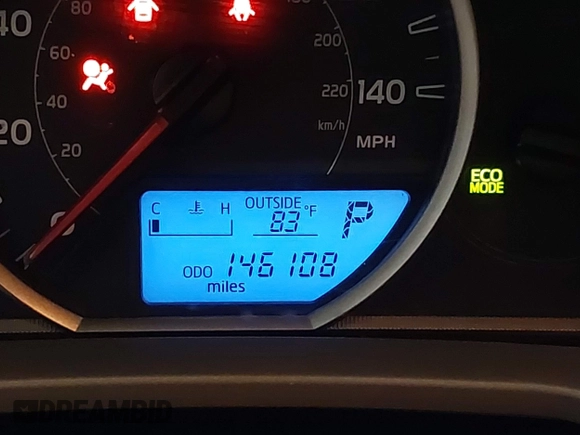 40
80
200
60
220
140
40
km/h
20
20
MPH
0
ECO
MODE
C H OUTSIDE
83 °F
P
ODO 146108
miles
DREAMBID